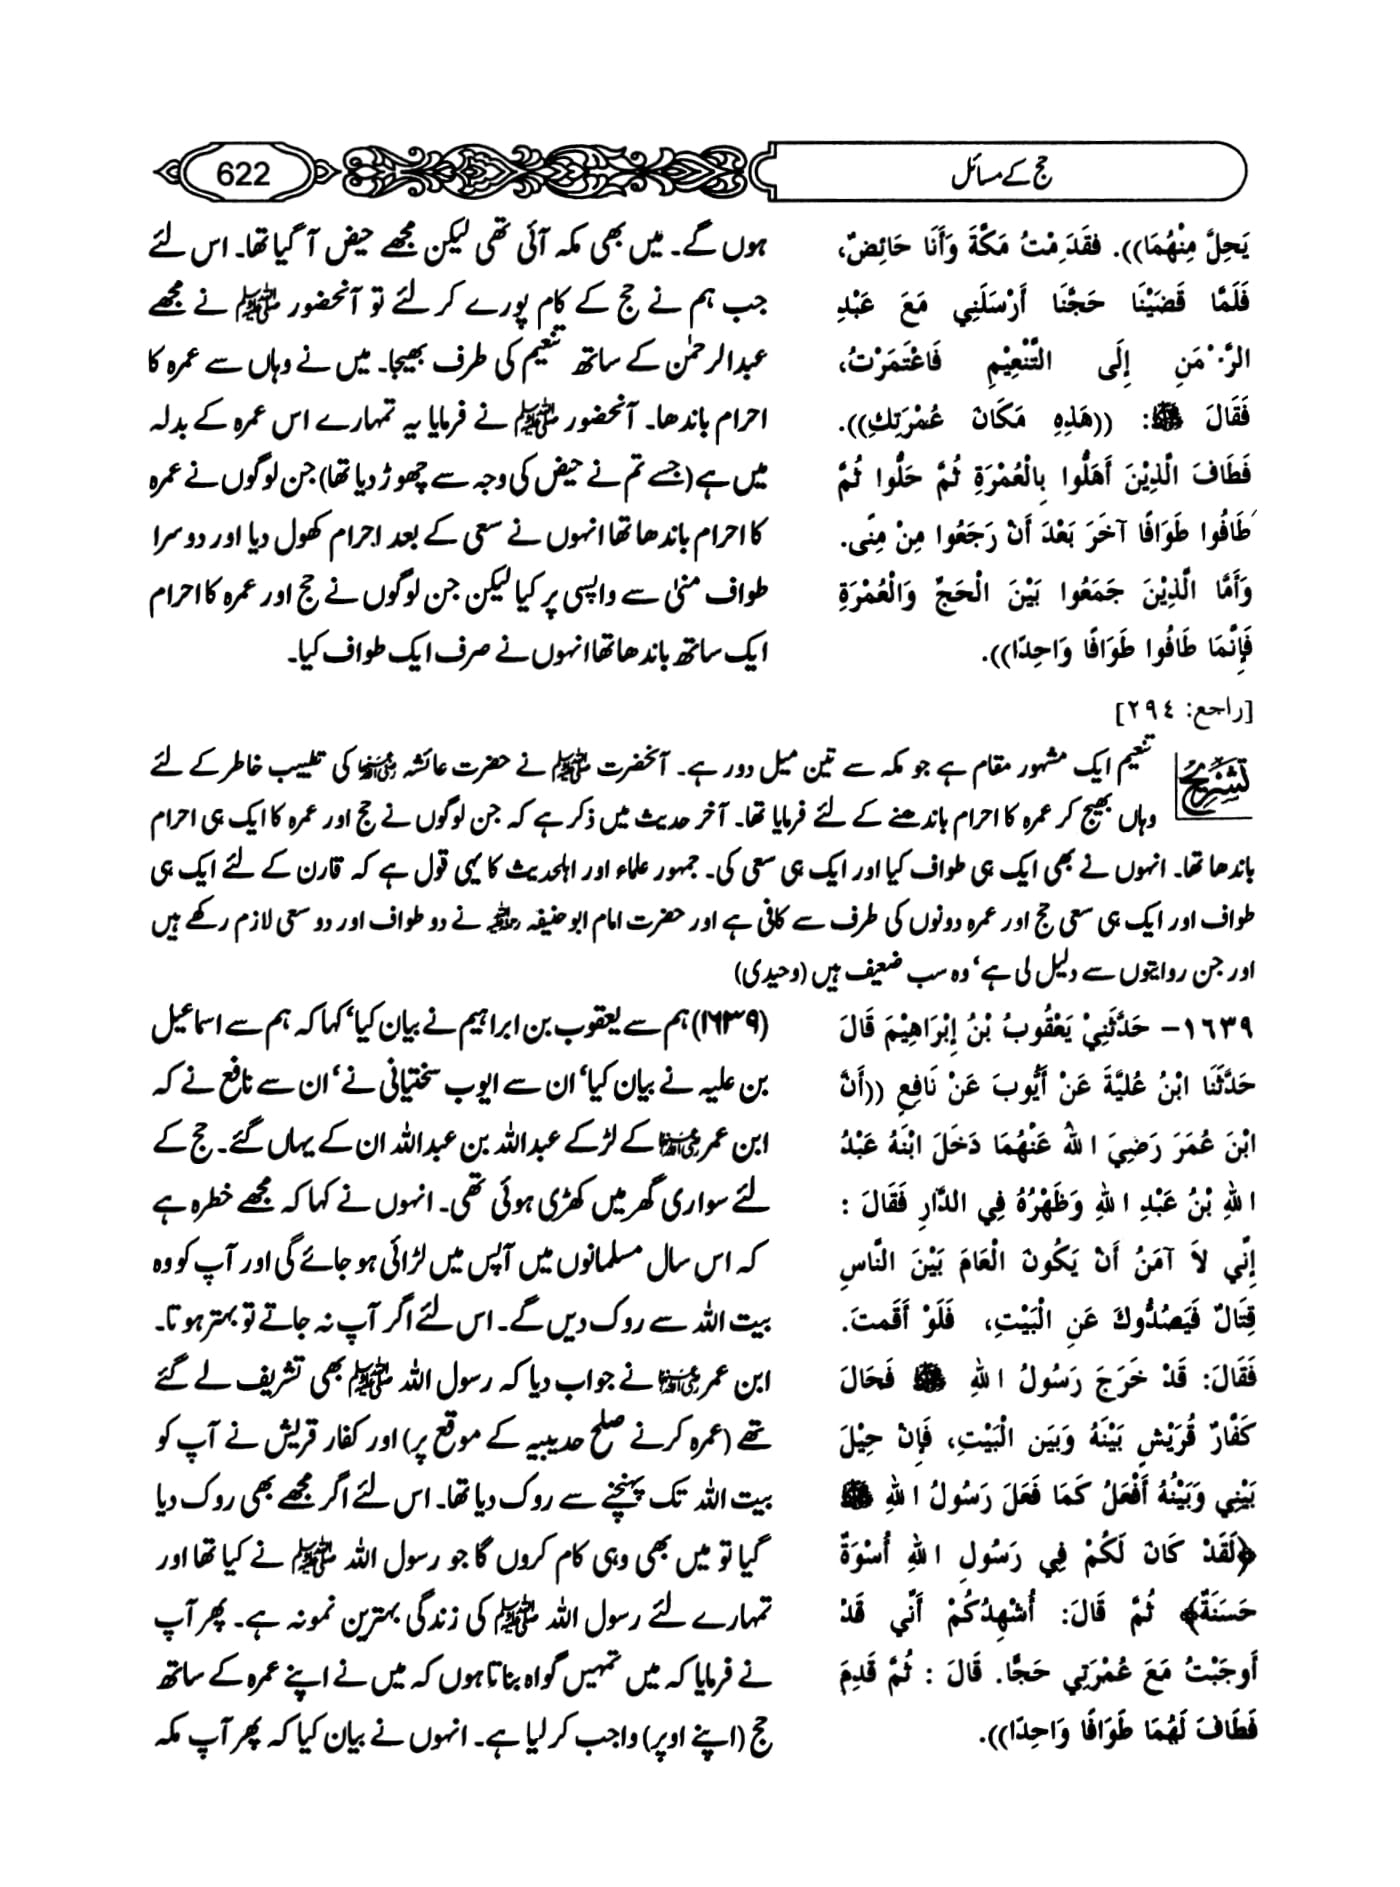 حج کے مسائل
622
يَحِلَّ مِنْهُمَا)). فَقَدِمْتُ مَكَّةَ وَأَنَا حَائِضٌ،
فَلَمَّا قَضَيْنَا حَجَّنَا أَرْسَلَنِي مَعَ عَبْدِ
الرَّحْمَنِ إِلَى التَّنْعِيْمِ فَاعْتَمَرْتُ،
فَقَالَ ﷺ: ((هَذِهِ مَكَانَ عُمْرَتِكِ)).
فَطَافَ الَّذِيْنَ أَهَلُّوا بِالْعُمْرَةِ ثُمَّ حَلُّوا ثُمَّ
طَافُوا طَوَافًا آخَرَ بَعْدَ أَنْ رَجَعُوا مِنْ مِنًى.
وَأَمَّا الَّذِيْنَ جَمَعُوا بَيْنَ الْحَجِّ وَالْعُمْرَةِ
فَإِنَّمَا طَافُوا طَوَافًا وَاحِدًا)).
[راجع: ٢٩٤]
ہوں گے۔ میں بھی مکہ آئی تھی لیکن مجھے حیض آ گیا تھا۔ اس لئے
جب ہم نے حج کے کام پورے کر لئے تو آنحضور ﷺ نے مجھے
عبدالرحمٰن کے ساتھ تنعیم کی طرف بھیجا۔ میں نے وہاں سے عمرہ کا
احرام باندھا۔ آنحضور ﷺ نے فرمایا یہ تمہارے اس عمرہ کے بدلہ
میں ہے (جسے تم نے حیض کی وجہ سے چھوڑ دیا تھا) جن لوگوں نے عمرہ
کا احرام باندھا تھا انہوں نے سعی کے بعد احرام کھول دیا اور دوسرا
طواف منیٰ سے واپسی پر کیا لیکن جن لوگوں نے حج اور عمرہ کا احرام
ایک ساتھ باندھا تھا انہوں نے صرف ایک طواف کیا۔
تشریح
تنعیم ایک مشہور مقام ہے جو مکہ سے تین میل دور ہے۔ آنحضرت ﷺ نے حضرت عائشہ رضی اللہ عنہا کی تطییب خاطر کے لئے
وہاں بھیج کر عمرہ کا احرام باندھنے کے لئے فرمایا تھا۔ آخر حدیث میں ذکر ہے کہ جن لوگوں نے حج اور عمرہ کا ایک ہی احرام
باندھا تھا۔ انہوں نے بھی ایک ہی طواف کیا اور ایک ہی سعی کی۔ جمہور علماء اور اہلحدیث کا یہی قول ہے کہ قارن کے لئے ایک ہی
طواف اور ایک ہی سعی حج اور عمرہ دونوں کی طرف سے کافی ہے اور حضرت امام ابو حنیفہ رحمہ اللہ نے دو طواف اور دو سعی لازم رکھے ہیں
اور جن روایتوں سے دلیل لی ہے‘ وہ سب ضعیف ہیں (وحیدی)
١٦٣٩- حَدَّثَنِيْ يَعْقُوبُ بْنُ إِبْرَاهِيْمَ قَالَ
حَدَّثَنَا ابْنُ عُلَيَّةَ عَنْ أَيُّوبَ عَنْ نَافِعٍ ((أَنَّ
ابْنَ عُمَرَ رَضِيَ اللهُ عَنْهُمَا دَخَلَ ابْنُهُ عَبْدُ
اللهِ بْنُ عَبْدِ اللهِ وَظَهْرُهُ فِي الدَّارِ فَقَالَ :
إِنِّي لاَ آمَنُ أَنْ يَكُونَ الْعَامَ بَيْنَ النَّاسِ
قِتَالٌ فَيَصُدُّوكَ عَنِ الْبَيْتِ، فَلَوْ أَقَمتَ.
فَقَالَ: قَدْ خَرَجَ رَسُولُ اللهِ ﷺ فَحَالَ
كَفَّارُ قُرَيْشٍ بَيْنَهُ وَبَين الْبَيْتِ، فَإِنْ حِيْلَ
بَيْنِي وَبَيْنُهُ أَفْعَلُ كَمَا فَعَلَ رَسُولُ اللهِ ﷺ
﴿لَقَدْ كَانَ لَكُمْ فِي رَسُولِ اللهِ أُسْوَةٌ
حَسَنَةٌ﴾ ثُمَّ قَالَ: أُشْهِدُكُمْ أَنِّي قَدْ
أَوجَبْتُ مَعَ عُمْرَتِي حَجًّا. قَالَ : ثُمَّ قَدِمَ
فَطَافَ لَهُمَا طَوَافًا وَاحِدًا)).
(۱۶۳۹) ہم سے یعقوب بن ابراہیم نے بیان کیا‘ کہا کہ ہم سے اسماعیل
بن علیہ نے بیان کیا‘ ان سے ایوب سختیانی نے‘ ان سے نافع نے کہ
ابن عمر رضی اللہ عنہما کے لڑکے عبداللہ بن عبداللہ ان کے یہاں گئے۔ حج کے
لئے سواری گھر میں کھڑی ہوئی تھی۔ انہوں نے کہا کہ مجھے خطرہ ہے
کہ اس سال مسلمانوں میں آپس میں لڑائی ہو جائے گی اور آپ کو وہ
بیت اللہ سے روک دیں گے۔ اس لئے اگر آپ نہ جاتے تو بہتر ہوتا۔
ابن عمر رضی اللہ عنہما نے جواب دیا کہ رسول اللہ ﷺ بھی تشریف لے گئے
تھے (عمرہ کرنے صلح حدیبیہ کے موقع پر) اور کفار قریش نے آپ کو
بیت اللہ تک پہنچنے سے روک دیا تھا۔ اس لئے اگر مجھے بھی روک دیا
گیا تو میں بھی وہی کام کروں گا جو رسول اللہ ﷺ نے کیا تھا اور
تمہارے لئے رسول اللہ ﷺ کی زندگی بہترین نمونہ ہے۔ پھر آپ
نے فرمایا کہ میں تمہیں گواہ بناتا ہوں کہ میں نے اپنے عمرہ کے ساتھ
حج (اپنے اوپر) واجب کر لیا ہے۔ انہوں نے بیان کیا کہ پھر آپ مکہ